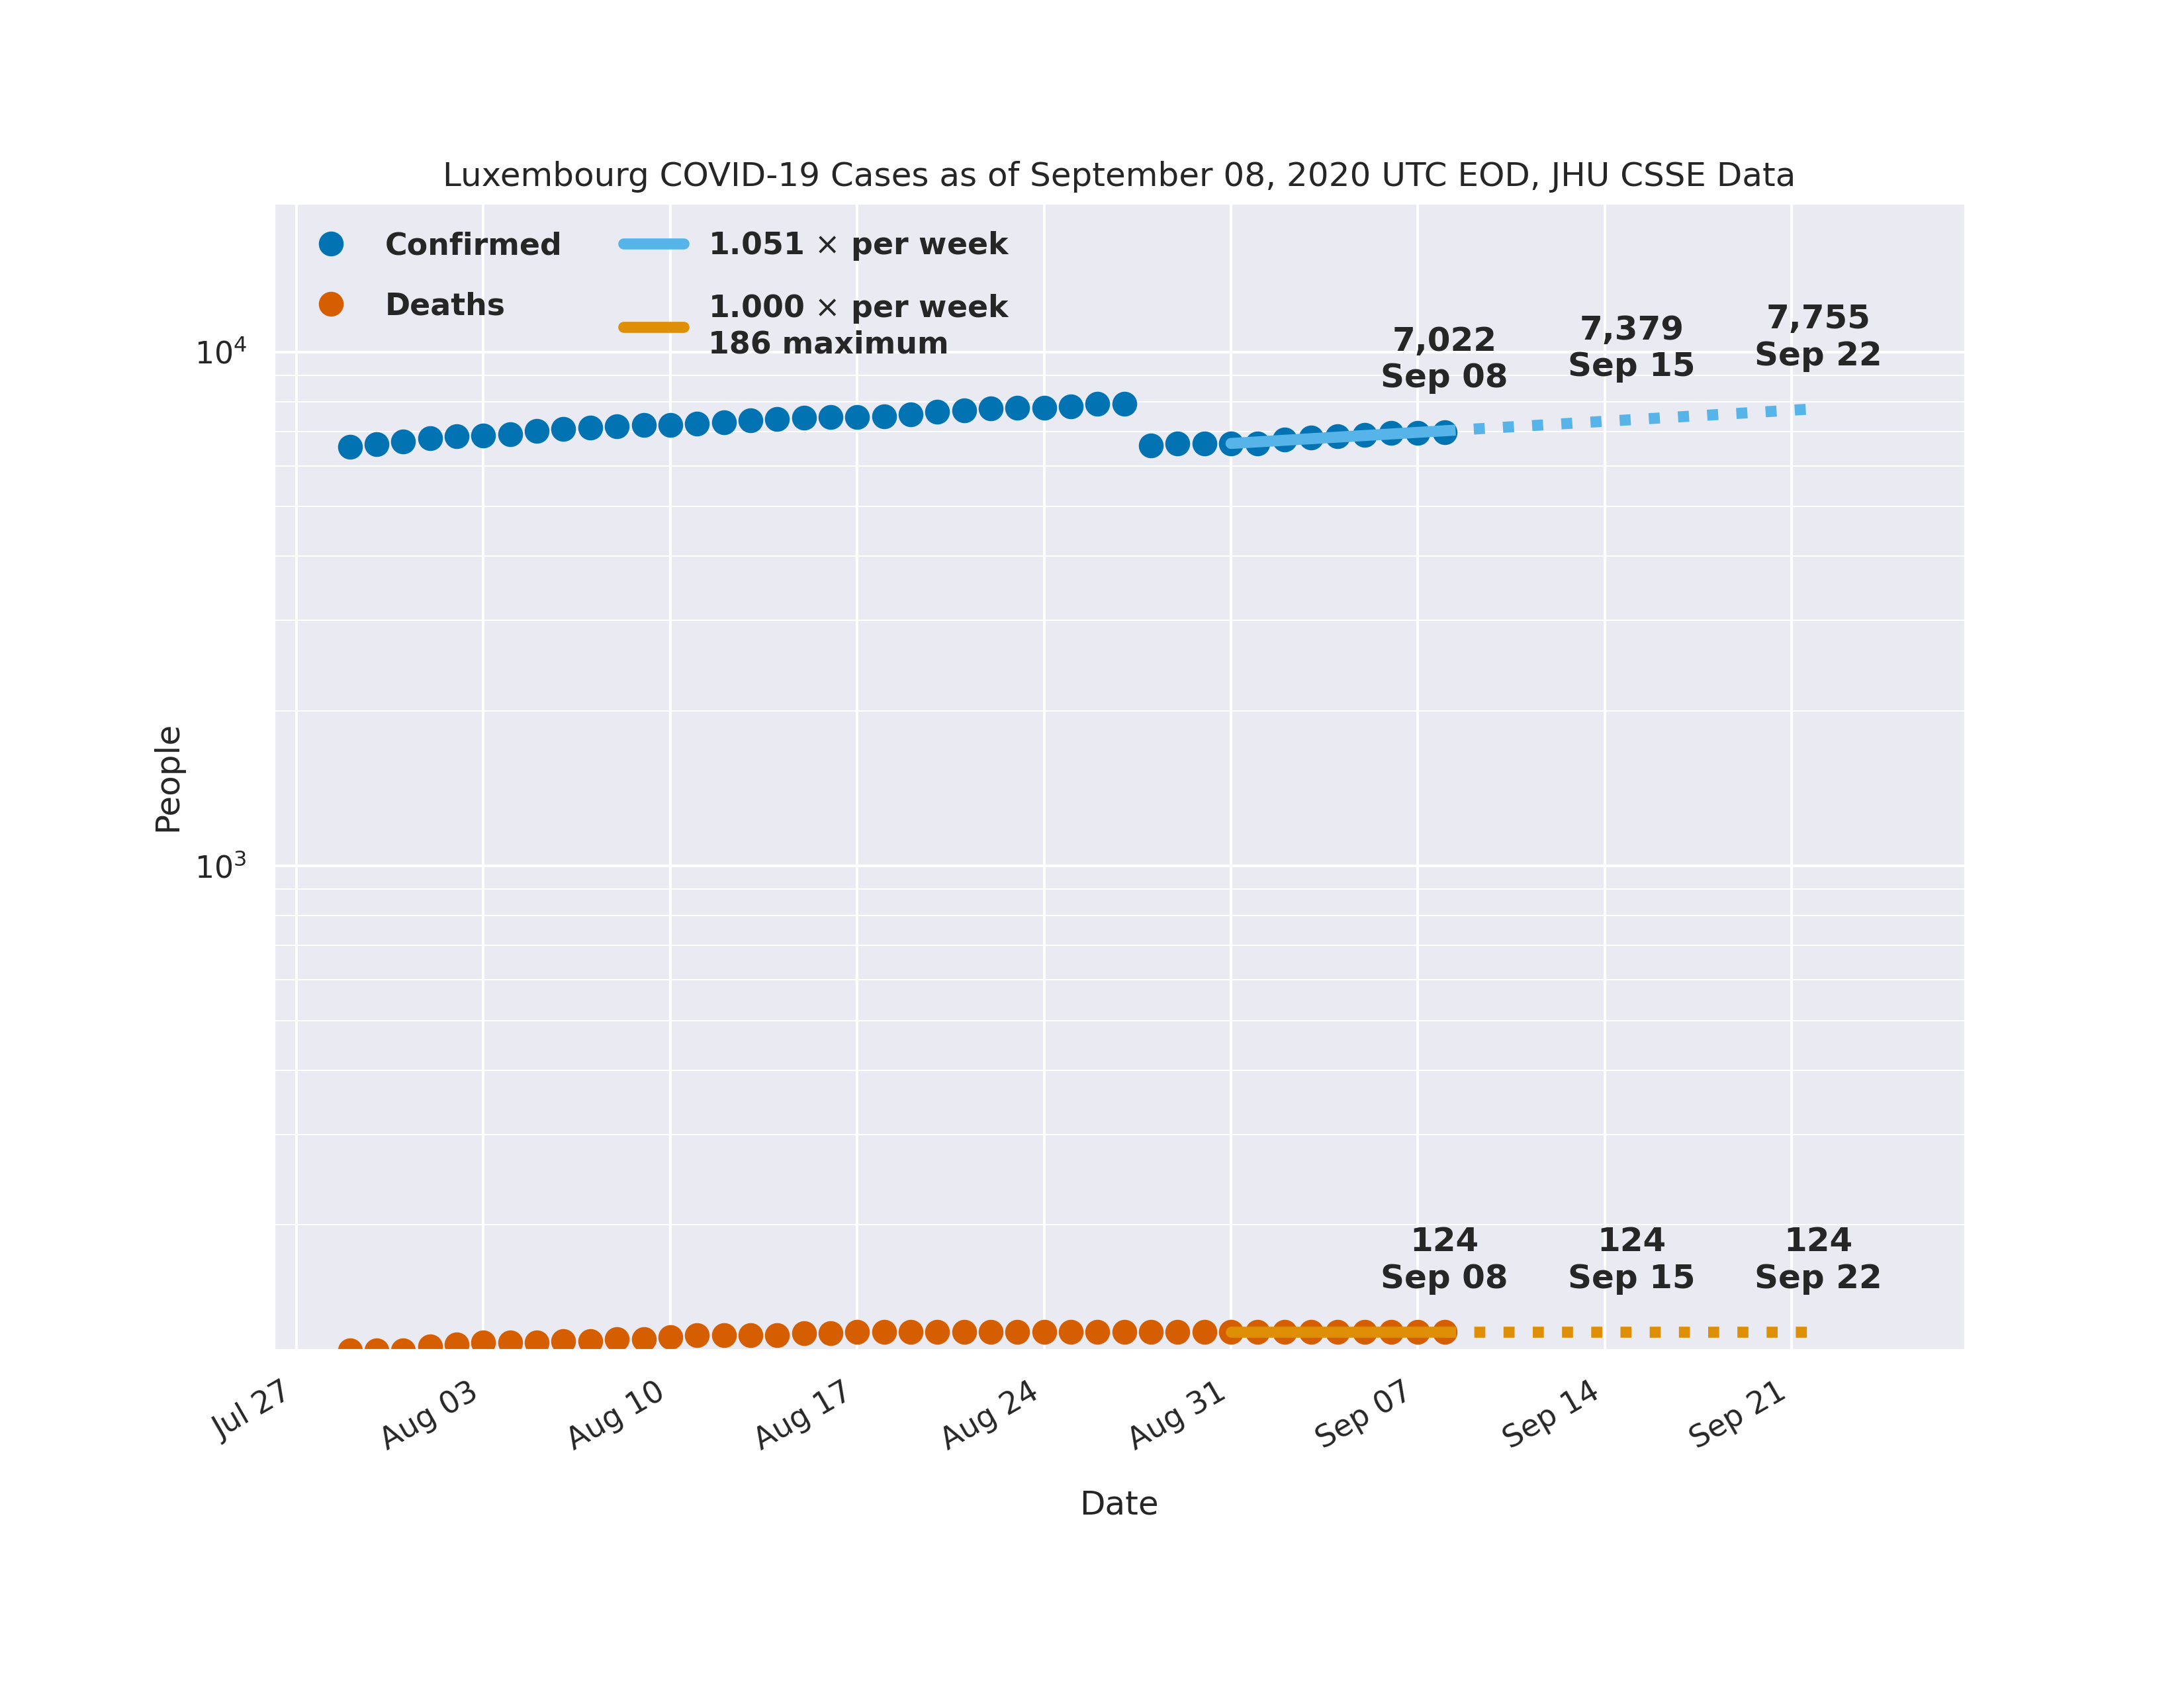 Luxembourg COVID-19 Cases as of September 08, 2020 UTC EOD, JHU CSSE Data
Confirmed
Deaths
1.051 × per week
1.000 × per week
186 maximum
7,022
Sep 08
7,379
Sep 15
7,755
Sep 22
10⁴
People
10³
124
Sep 08
124
Sep 15
124
Sep 22
Jul 27
Aug 03
Aug 10
Aug 17
Aug 24
Aug 31
Sep 07
Sep 14
Sep 21
Date